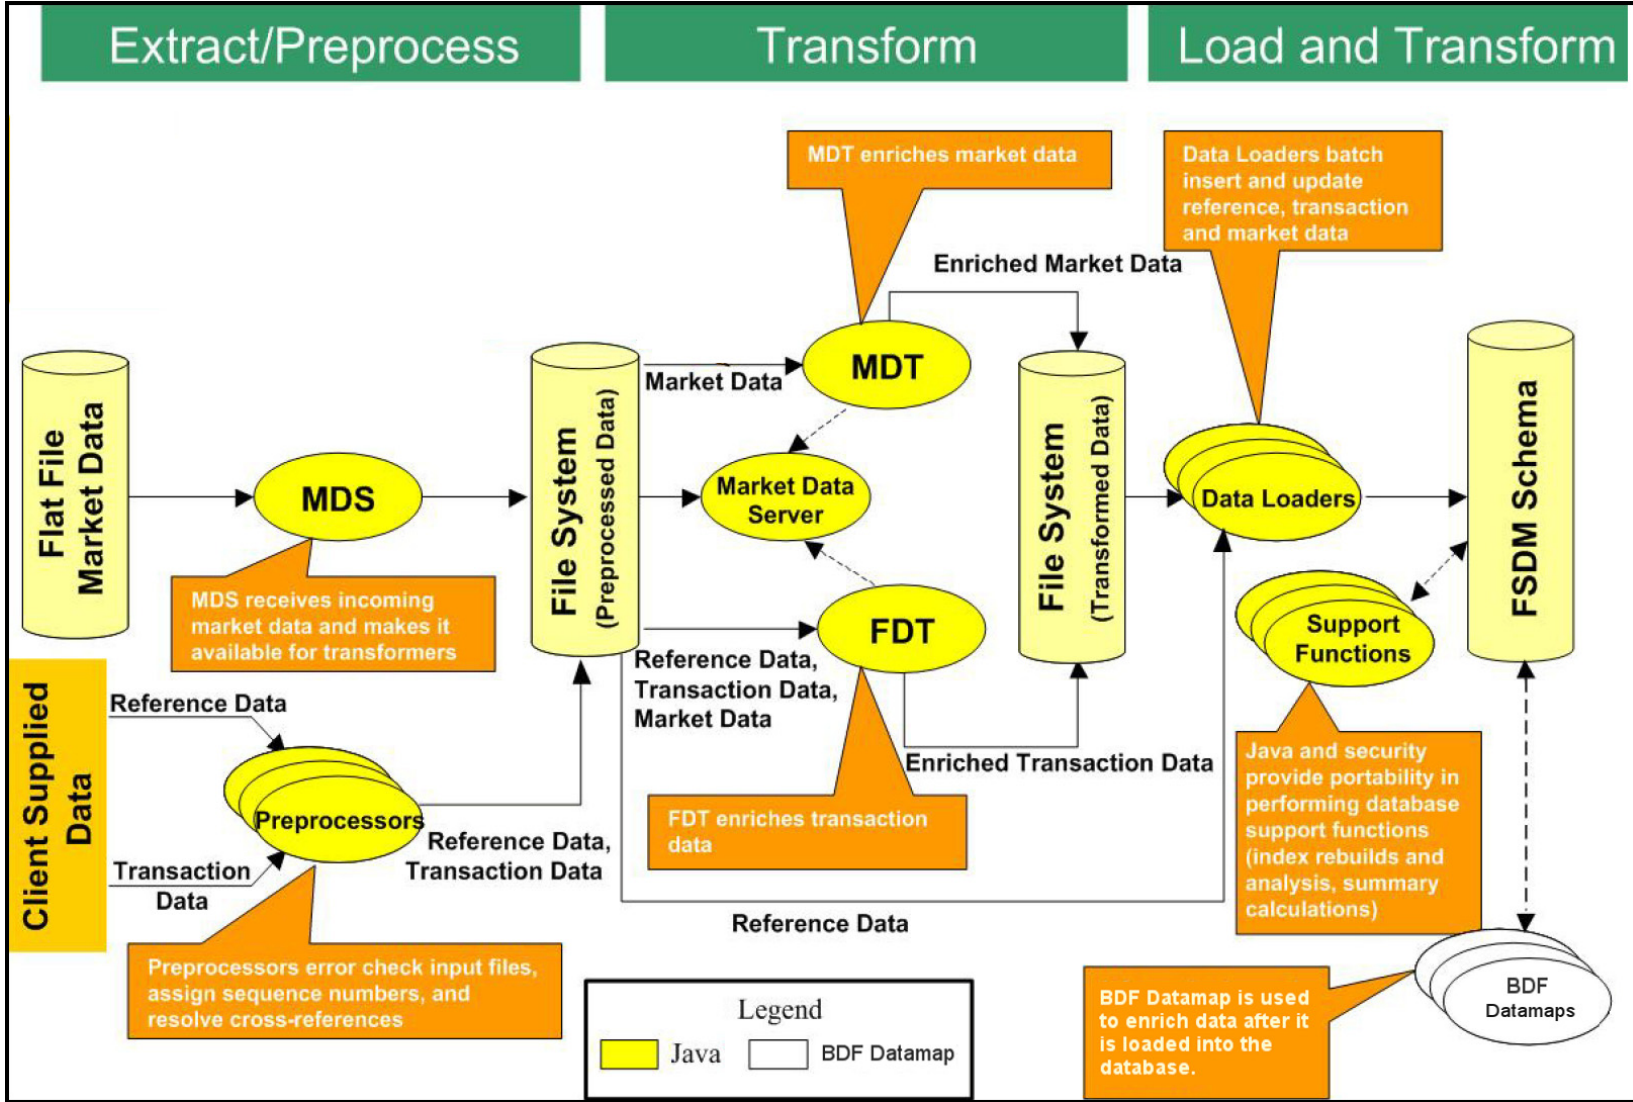 Extract/Preprocess
Transform
Load and Transform
MDT enriches market data
Data Loaders batch
insert and update
reference, transaction
and market data
Enriched Market Data
Flat File
Market Data
MDS
MDS receives incoming
market data and makes it
available for transformers
File System
(Preprocessed Data)
Market Data
MDT
Market Data
Server
FDT
Reference Data,
Transaction Data,
Market Data
File System
(Transformed Data)
Data Loaders
FSDM Schema
Support
Functions
Client Supplied
Data
Reference Data
Preprocessors
Transaction
Data
Reference Data,
Transaction Data
Enriched Transaction Data
FDT enriches transaction
data
Reference Data
Java and security
provide portability in
performing database
support functions
(index rebuilds and
analysis, summary
calculations)
Preprocessors error check input files,
assign sequence numbers, and
resolve cross-references
Legend
Java
BDF Datamap
BDF Datamap is used
to enrich data after it
is loaded into the
database.
BDF
Datamaps